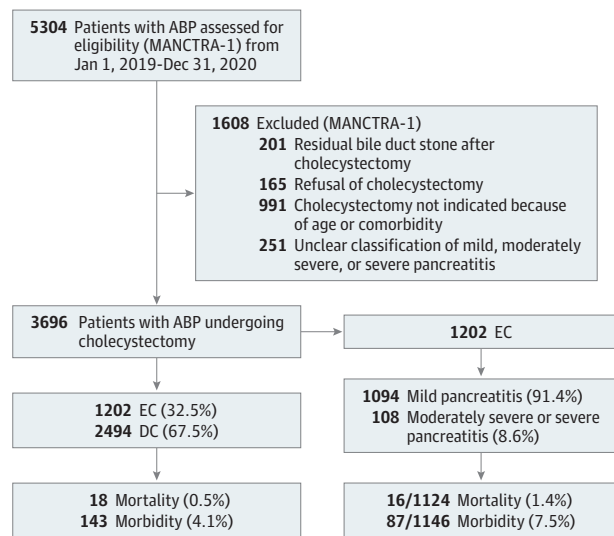 5304 Patients with ABP assessed for
eligibility (MANCTRA-1) from
Jan 1, 2019-Dec 31, 2020
1608 Excluded (MANCTRA-1)
201 Residual bile duct stone after
cholecystectomy
165 Refusal of cholecystectomy
991 Cholecystectomy not indicated because
of age or comorbidity
251 Unclear classification of mild, moderately
severe, or severe pancreatitis
3696 Patients with ABP undergoing
cholecystectomy
1202 EC
1202 EC (32.5%)
2494 DC (67.5%)
1094 Mild pancreatitis (91.4%)
108 Moderately severe or severe
pancreatitis (8.6%)
18 Mortality (0.5%)
143 Morbidity (4.1%)
16/1124 Mortality (1.4%)
87/1146 Morbidity (7.5%)